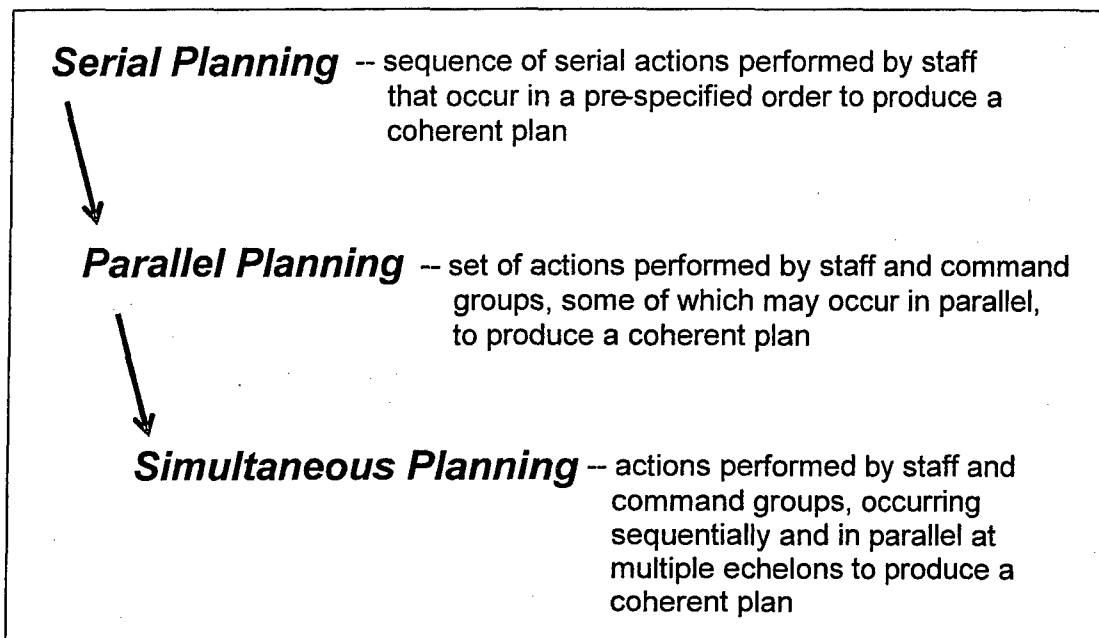 Serial Planning -- sequence of serial actions performed by staff
that occur in a pre-specified order to produce a
coherent plan
Parallel Planning -- set of actions performed by staff and command
groups, some of which may occur in parallel,
to produce a coherent plan
Simultaneous Planning -- actions performed by staff and
command groups, occurring
sequentially and in parallel at
multiple echelons to produce a
coherent plan